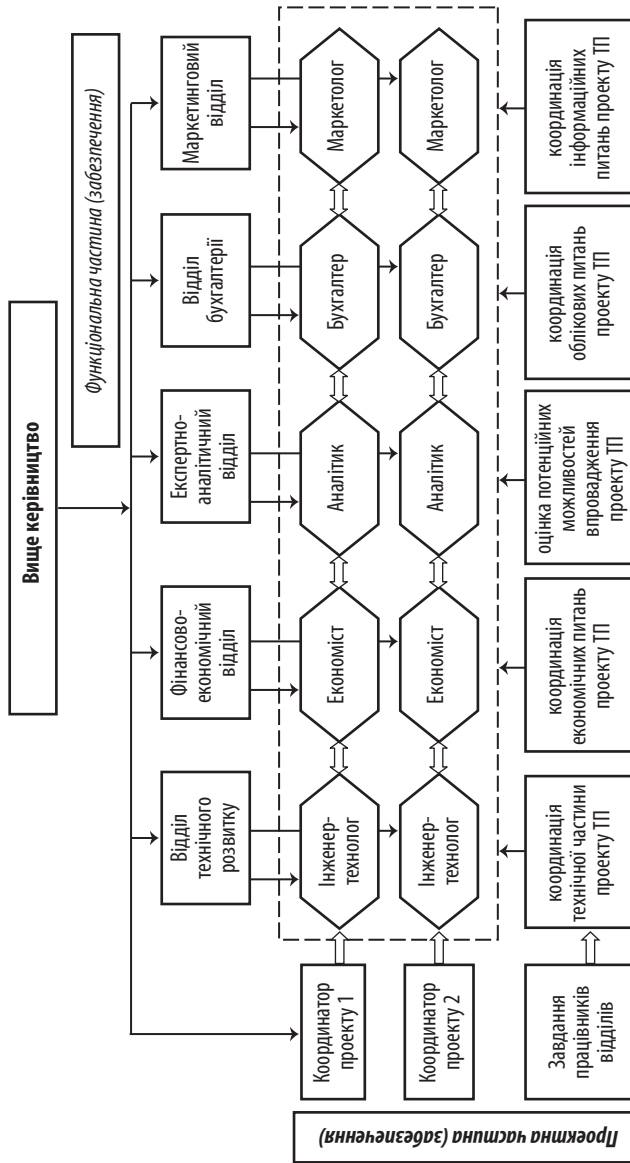 Вище керівництво
Функціональна частина (забезпечення)
Відділ
технічного
розвитку
Фінансово-
економічний
відділ
Експертно-
аналітичний
відділ
Відділ
бухгалтерії
Маркетинговий
відділ
Проектна частина (забезпечення)
Координатор
проекту 1
Інженер-
технолог
Економіст
Аналітик
Бухгалтер
Маркетолог
Координатор
проекту 2
Інженер-
технолог
Економіст
Аналітик
Бухгалтер
Маркетолог
Завдання
працівників
відділів
координація
технічної частини
проекту ТП
координація
економічних питань
проекту ТП
оцінка потенційних
можливостей
впровадження
проекту ТП
координація
облікових питань
проекту ТП
координація
інформаційних
питань проекту ТП